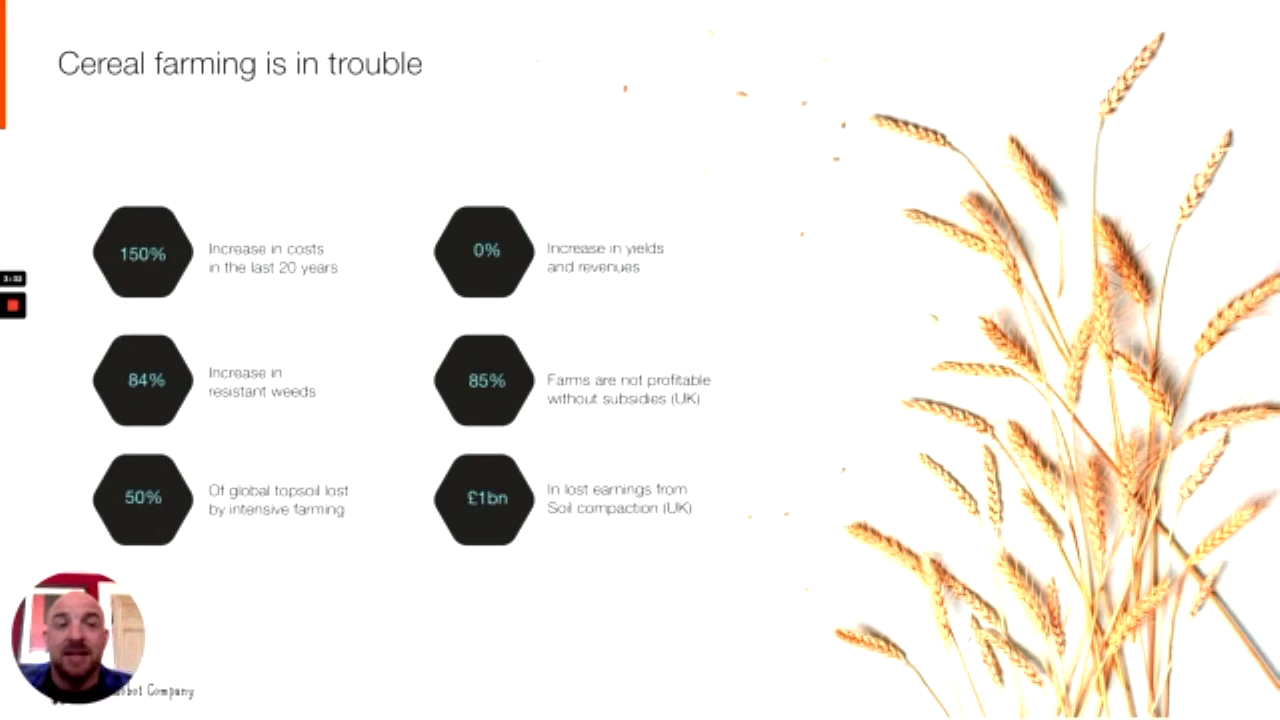 Cereal farming is in trouble
150%
Increase in costs
in the last 20 years
0%
Increase in yields
and revenues
84%
Increase in
resistant weeds
85%
Farms are not profitable
without subsidies (UK)
50%
Of global topsoil lost
by intensive farming
£1bn
In lost earnings from
Soil compaction (UK)
Company